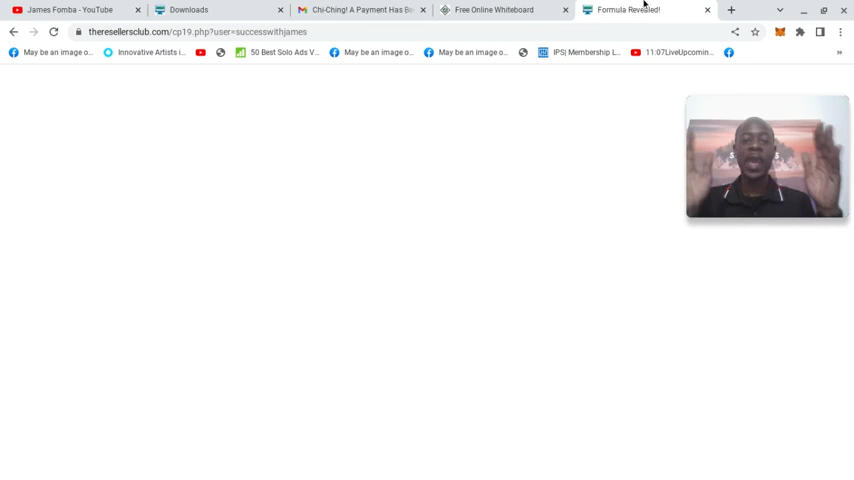 James Fomba - YouTube
Downloads
Chi-Ching! A Payment Has Be
Free Online Whiteboard
Formula Revealed!
theresellersclub.com/cp19.php?user=successwithjames
May be an image o...
Innovative Artists i...
50 Best Solo Ads V...
May be an image o...
May be an image o...
IPS| Membership L...
11:07LiveUpcomin...